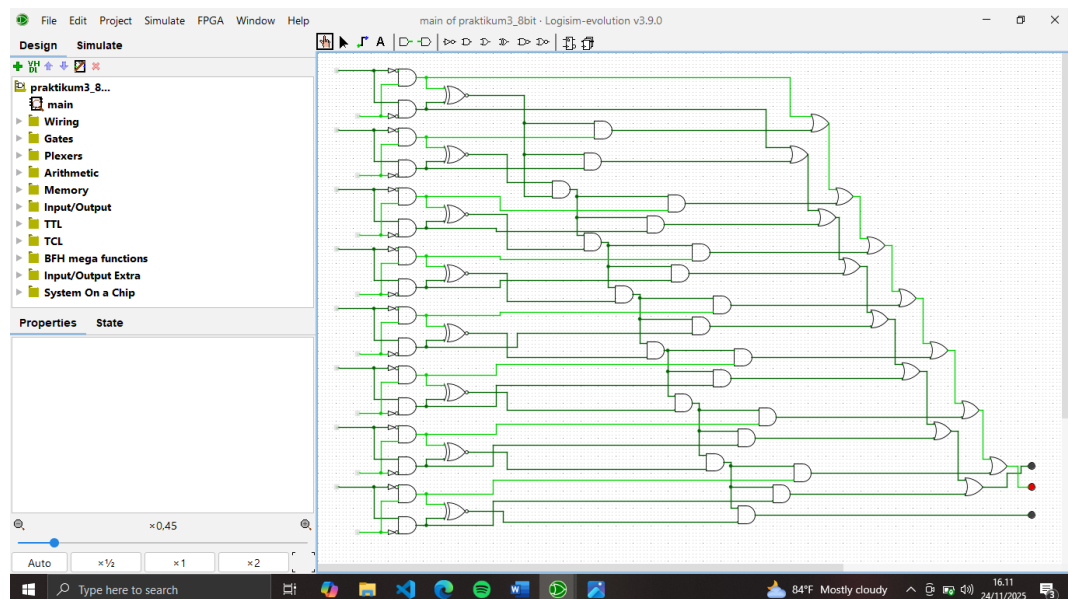 File Edit Project Simulate FPGA Window Help
main of praktikum3_8bit · Logisim-evolution v3.9.0
Design Simulate
A
VH
DL
praktikum3_8...
main
Wiring
Gates
Plexers
Arithmetic
Memory
Input/Output
TTL
TCL
BFH mega functions
Input/Output Extra
System On a Chip
Properties State
×0,45
Auto ×½ ×1 ×2
Type here to search
84°F Mostly cloudy
16.11
24/11/2025
3